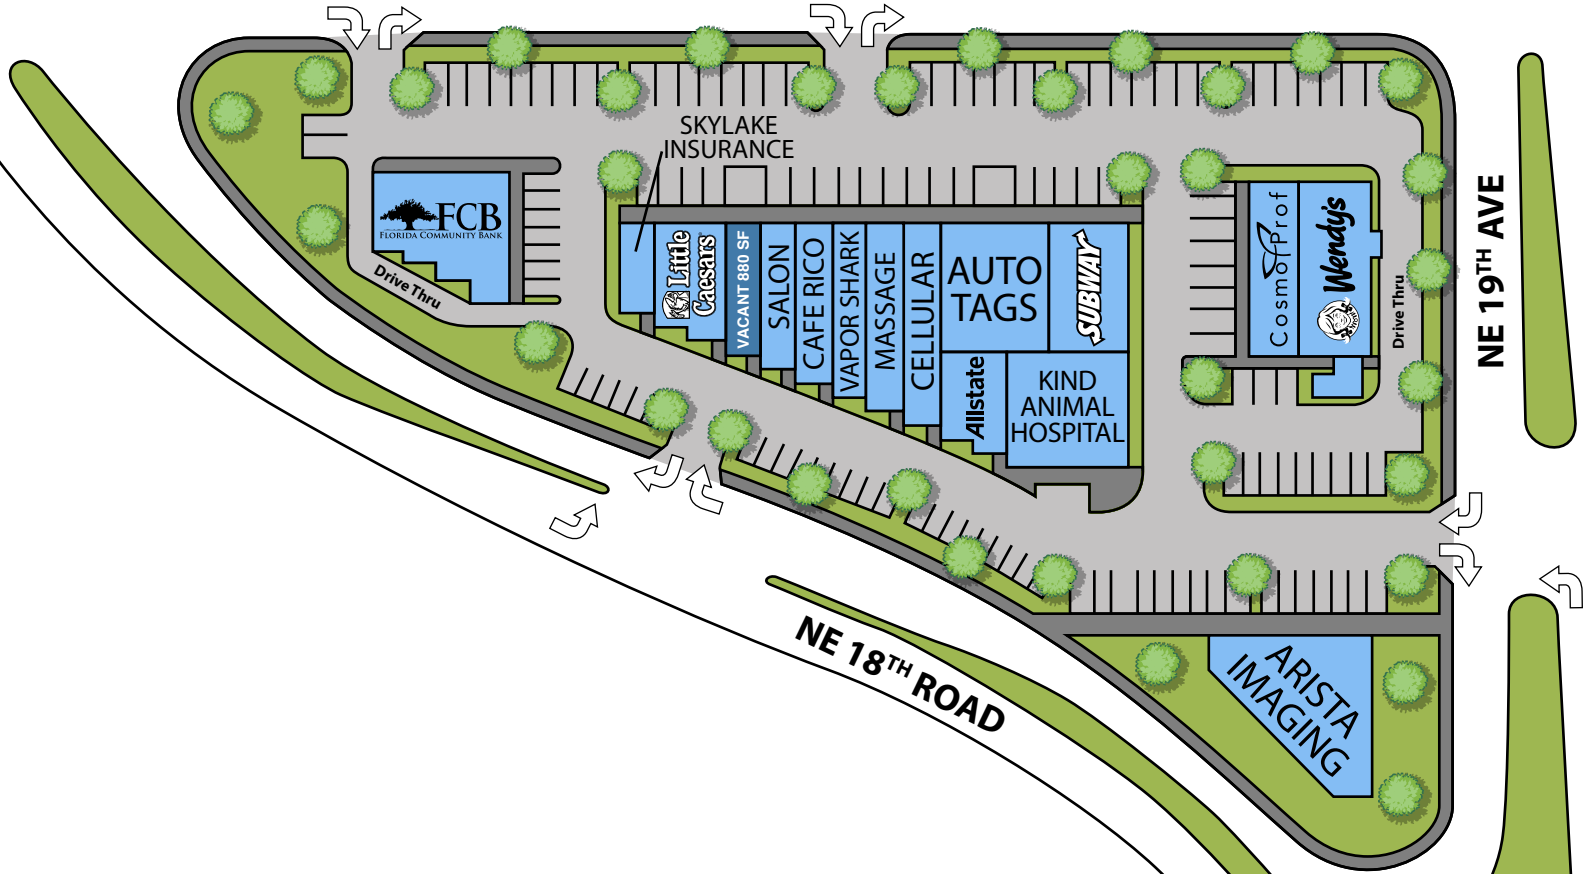 SKYLAKE
INSURANCE
FCB
FLORIDA COMMUNITY BANK
Drive Thru
Little
Caesars
VACANT 880 SF
SALON
CAFE RICO
VAPOR SHARK
MASSAGE
CELLULAR
AUTO
TAGS
SUBWAY
Allstate
KIND
ANIMAL
HOSPITAL
CosmoProf
Wendy's
Drive Thru
NE 19TH AVE
NE 18TH ROAD
ARISTA
IMAGING